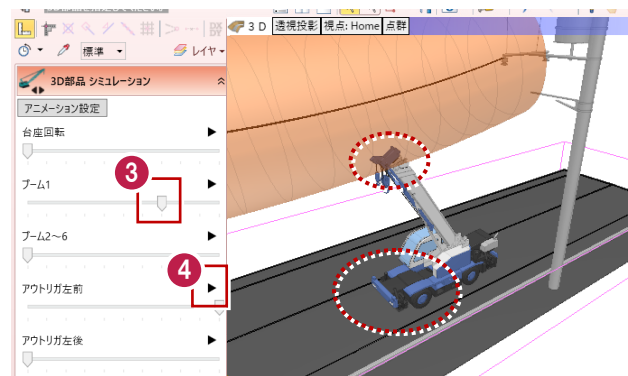 標準
レイヤ
3D部品 シミュレーション
アニメーション設定
台座回転
ブーム1
3
ブーム2～6
4
アウトリガ左前
アウトリガ左後
3 D 透視投影 視点: Home 点群